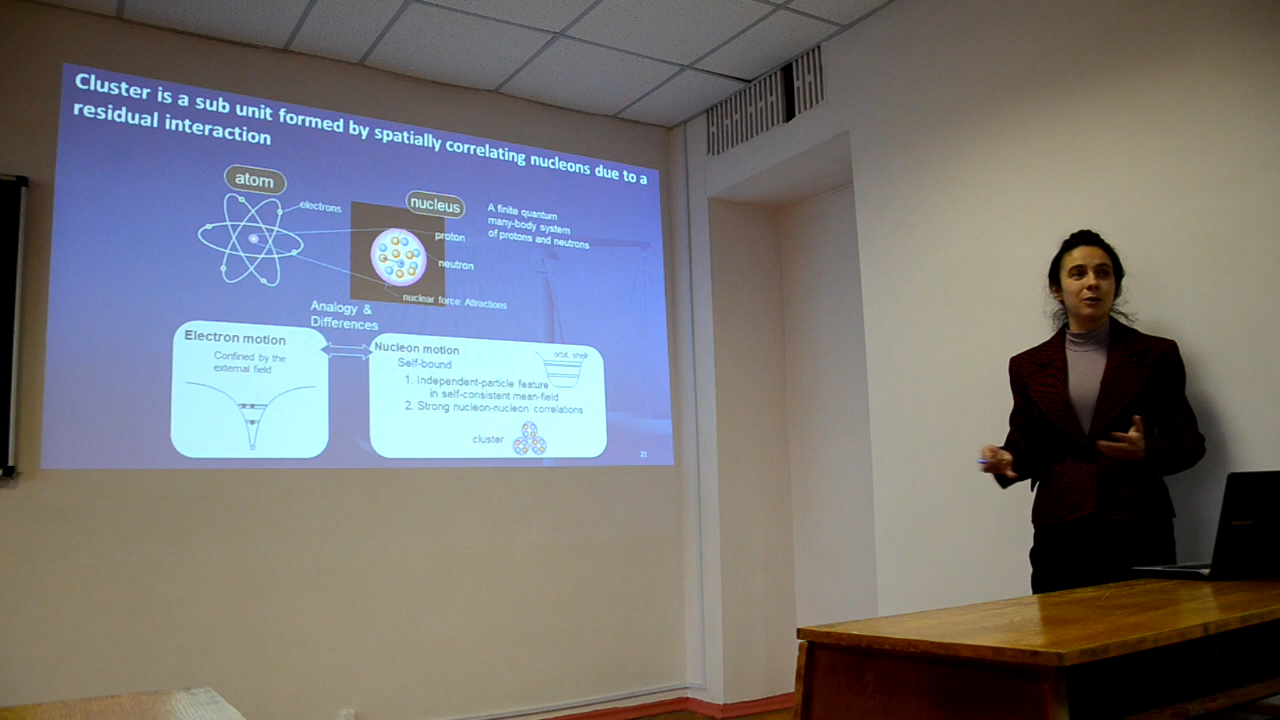 Cluster is a sub unit formed by spatially correlating nucleons due to a
residual interaction
atom
electrons
nucleus
proton
neutron
nuclear force: Attractions
A finite quantum
many-body system
of protons and neutrons
Analogy &
Differences
Electron motion
Confined by the
external field
Nucleon motion
Self-bound
orbit shell
1. Independent-particle feature
in self-consistent mean-field
2. Strong nucleon-nucleon correlations
cluster
21